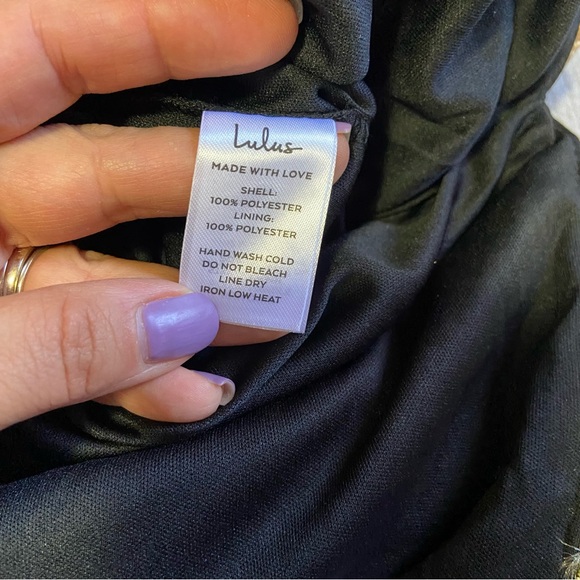 Lulus
MADE WITH LOVE
SHELL:
100% POLYESTER
LINING:
100% POLYESTER
HAND WASH COLD
DO NOT BLEACH
LINE DRY
IRON LOW HEAT